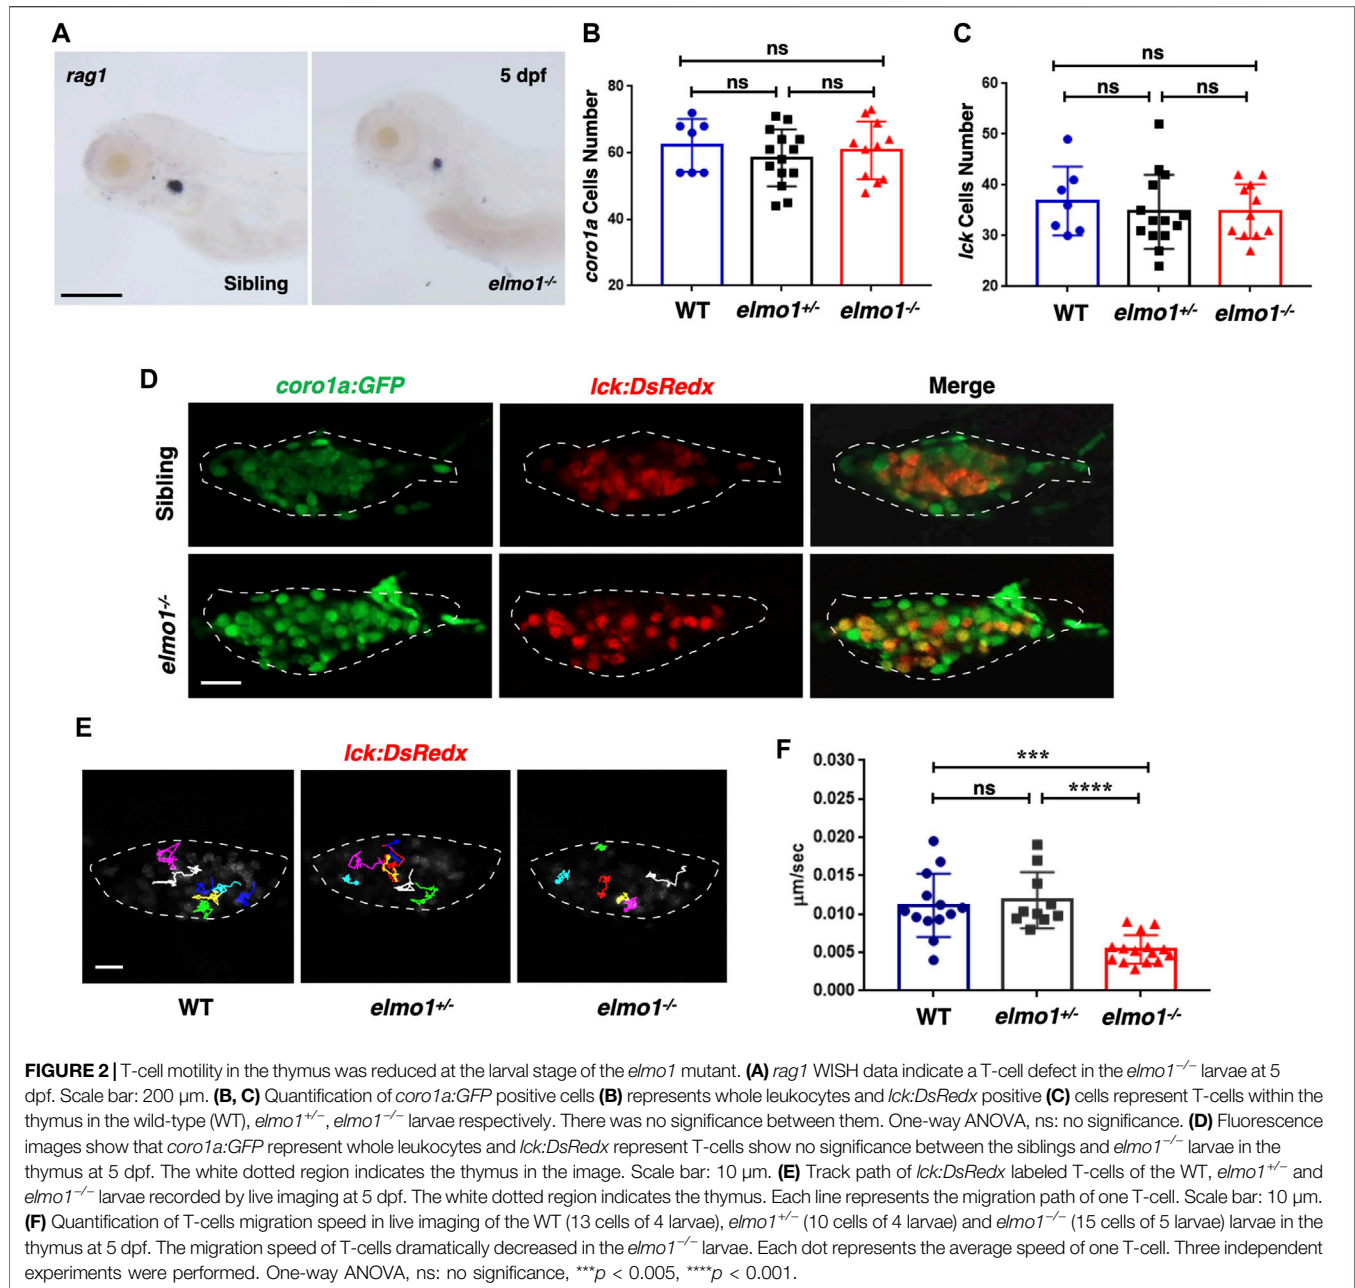 A
rag1
Sibling
5 dpf
elmo1-/-
B
ns
ns ns
coro1a Cells Number
80
60
40
20
WT elmo1+/- elmo1-/-
C
ns
ns ns
lck Cells Number
60
50
40
30
20
WT elmo1+/- elmo1-/-
D
coro1a:GFP lck:DsRedx Merge
Sibling
elmo1-/-
E
lck:DsRedx
WT elmo1+/- elmo1-/-
F
***
ns ****
μm/sec
0.030
0.025
0.020
0.015
0.010
0.005
0.000
WT elmo1+/- elmo1-/-
FIGURE 2 | T-cell motility in the thymus was reduced at the larval stage of the elmo1 mutant. (A) rag1 WISH data indicate a T-cell defect in the elmo1−/− larvae at 5
dpf. Scale bar: 200 μm. (B, C) Quantification of coro1a:GFP positive cells (B) represents whole leukocytes and lck:DsRedx positive (C) cells represent T-cells within the
thymus in the wild-type (WT), elmo1+/−, elmo1−/− larvae respectively. There was no significance between them. One-way ANOVA, ns: no significance. (D) Fluorescence
images show that coro1a:GFP represent whole leukocytes and lck:DsRedx represent T-cells show no significance between the siblings and elmo1−/− larvae in the
thymus at 5 dpf. The white dotted region indicates the thymus in the image. Scale bar: 10 μm. (E) Track path of lck:DsRedx labeled T-cells of the WT, elmo1+/− and
elmo1−/− larvae recorded by live imaging at 5 dpf. The white dotted region indicates the thymus. Each line represents the migration path of one T-cell. Scale bar: 10 μm.
(F) Quantification of T-cells migration speed in live imaging of the WT (13 cells of 4 larvae), elmo1+/− (10 cells of 4 larvae) and elmo1−/− (15 cells of 5 larvae) larvae in the
thymus at 5 dpf. The migration speed of T-cells dramatically decreased in the elmo1−/− larvae. Each dot represents the average speed of one T-cell. Three independent
experiments were performed. One-way ANOVA, ns: no significance, ***p < 0.005, ****p < 0.001.